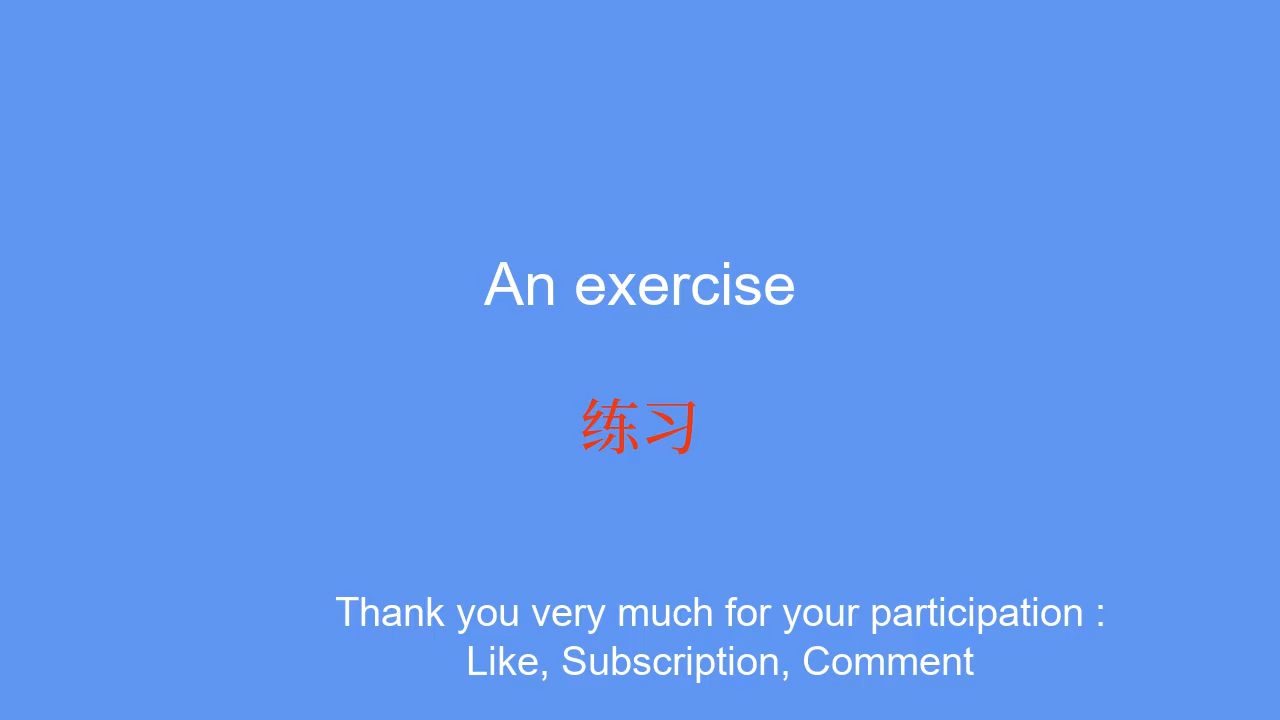 An exercise
练习
Thank you very much for your participation :
Like, Subscription, Comment